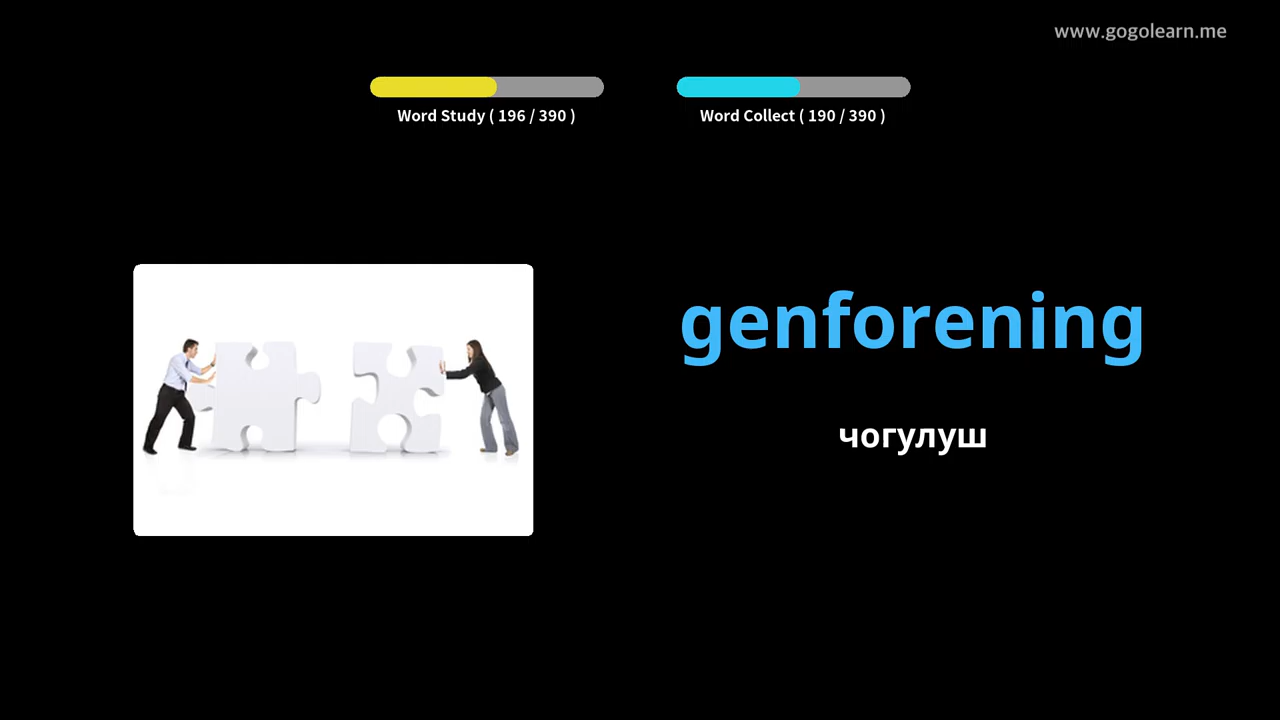 www.gogolearn.me
Word Study ( 196 / 390 )
Word Collect ( 190 / 390 )
genforening
чогулуш